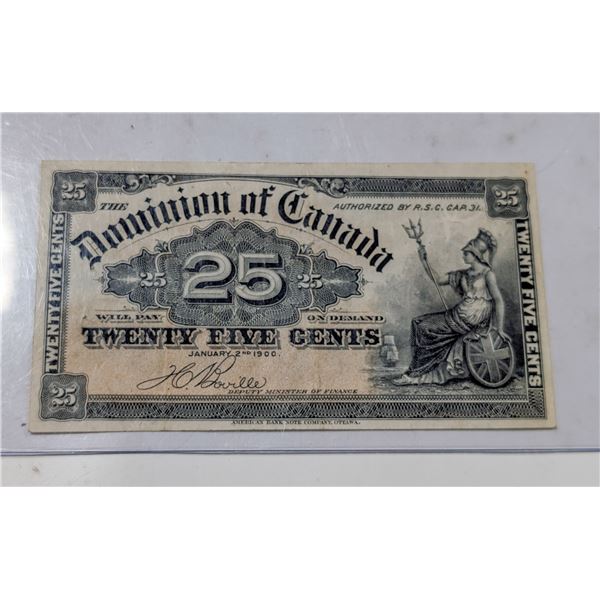 25
25
THE
Dominion of Canada
AUTHORIZED BY R.S.C. CAP. 31.
TWENTY FIVE CENTS
TWENTY FIVE CENTS
25
25
25
WILL PAY
ON DEMAND
TWENTY FIVE CENTS
JANUARY 2ND 1900.
H C Boville
DEPUTY MINISTER OF FINANCE
25
AMERICAN BANK NOTE COMPANY, OTTAWA.